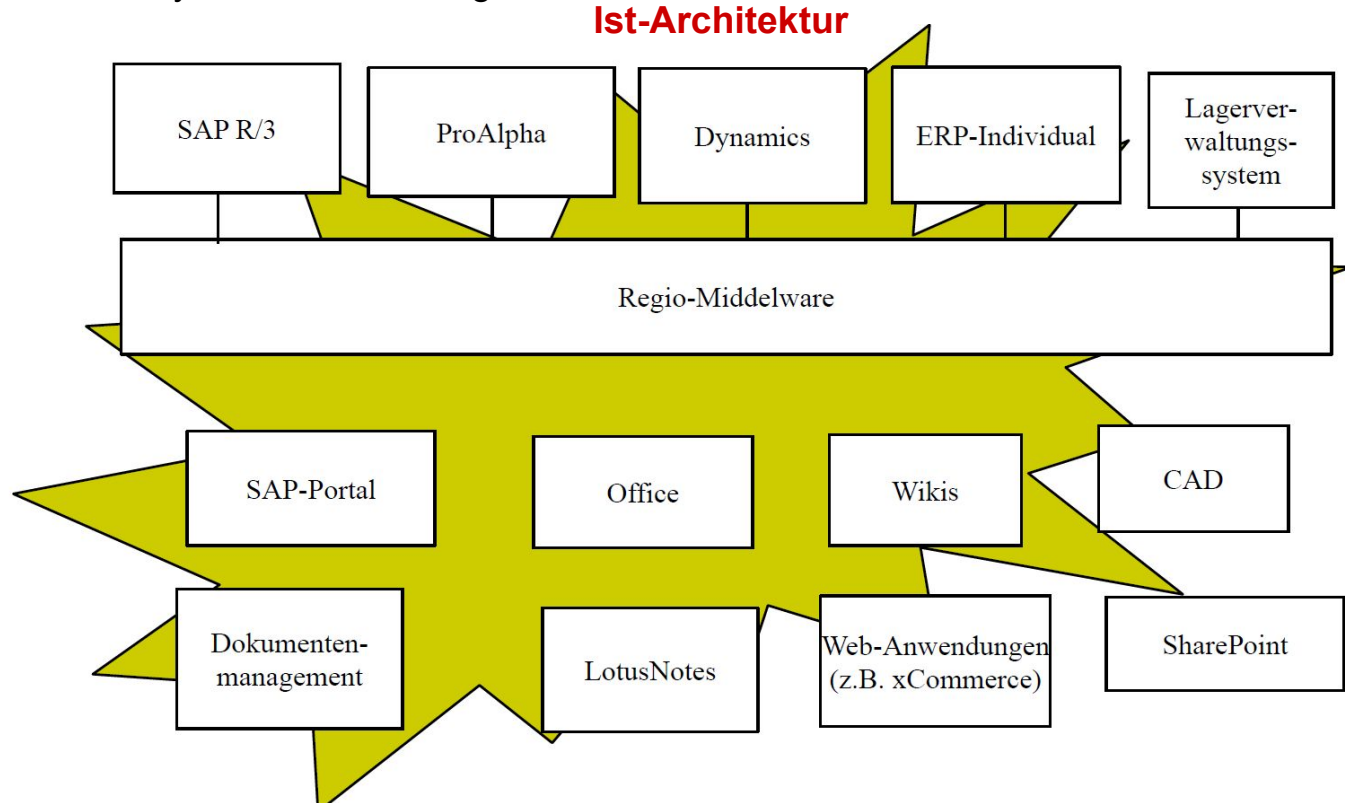 Ist-Architektur
SAP R/3
ProAlpha
Dynamics
ERP-Individual
Lagerver-
waltungs-
system
Regio-Middelware
SAP-Portal
Office
Wikis
CAD
Dokumenten-
management
LotusNotes
Web-Anwendungen
(z.B. xCommerce)
SharePoint